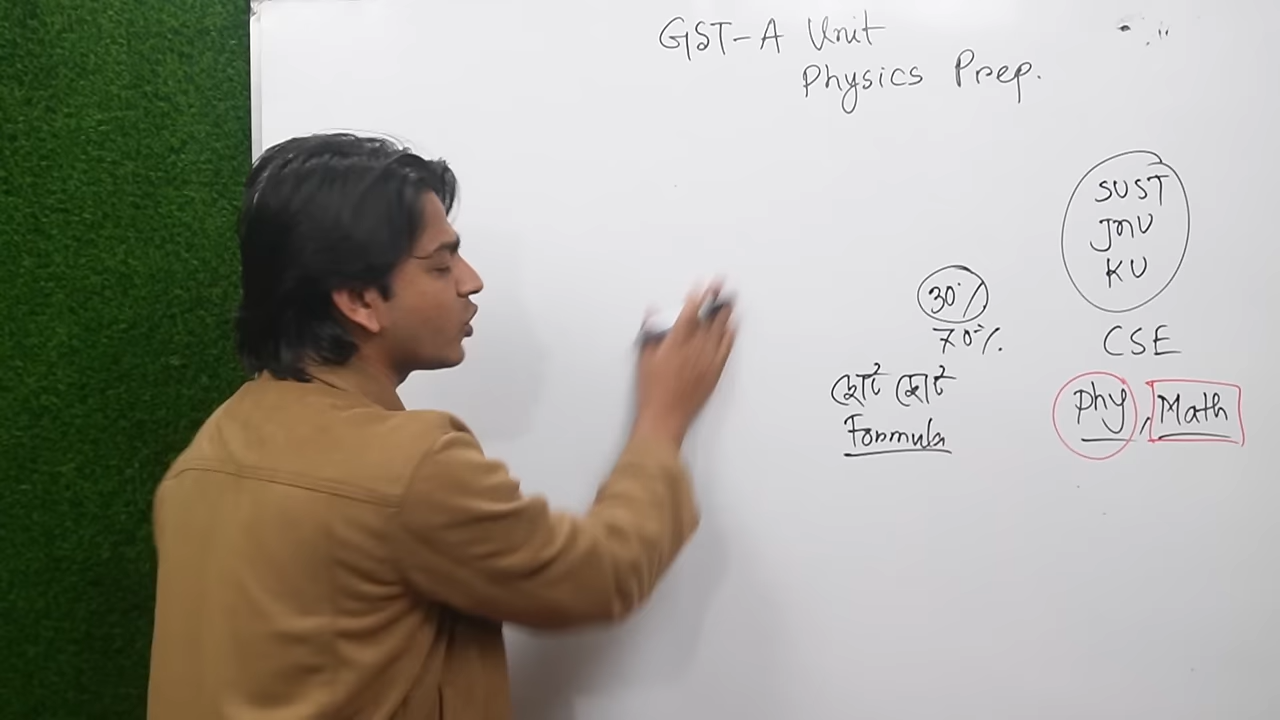 GST-A Unit
Physics Prep.
SUST
JnU
KU
30%
70%
CSE
ছোট ছোট
Formula
Phy, Math